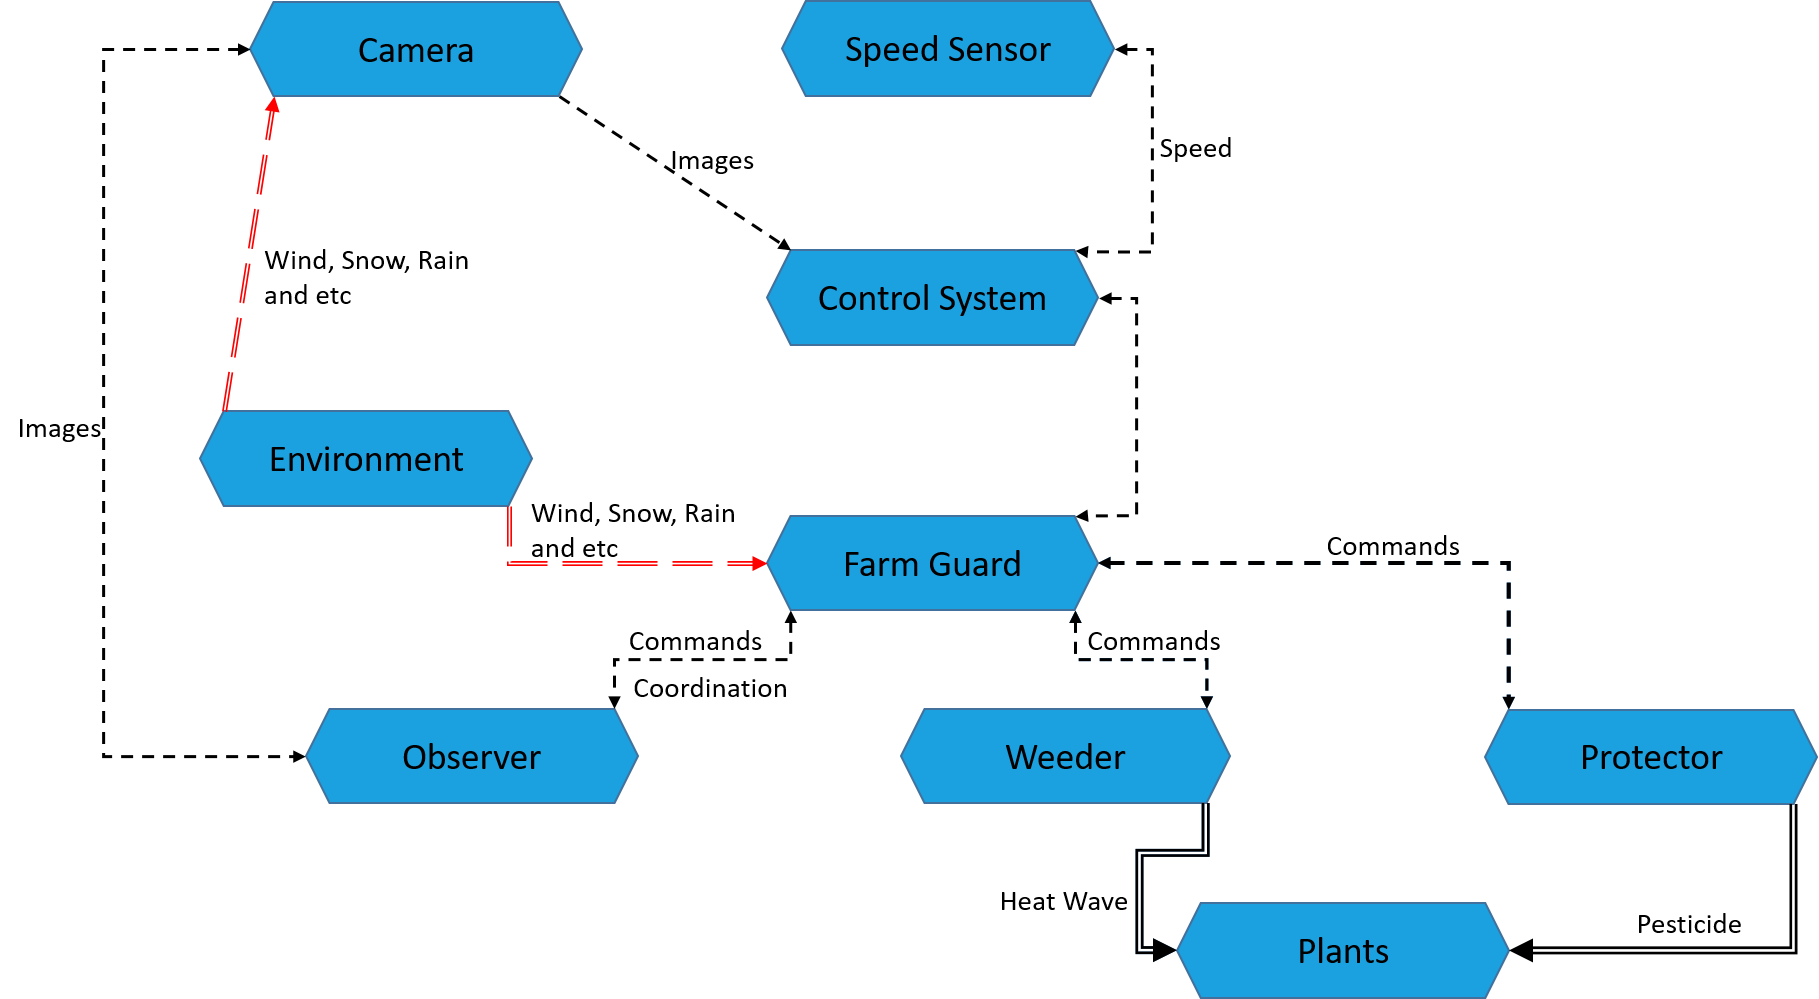 Camera
Speed Sensor
Images
Speed
Wind, Snow, Rain
and etc
Control System
Images
Environment
Wind, Snow, Rain
and etc
Farm Guard
Commands
Commands
Coordination
Commands
Observer
Weeder
Protector
Heat Wave
Pesticide
Plants